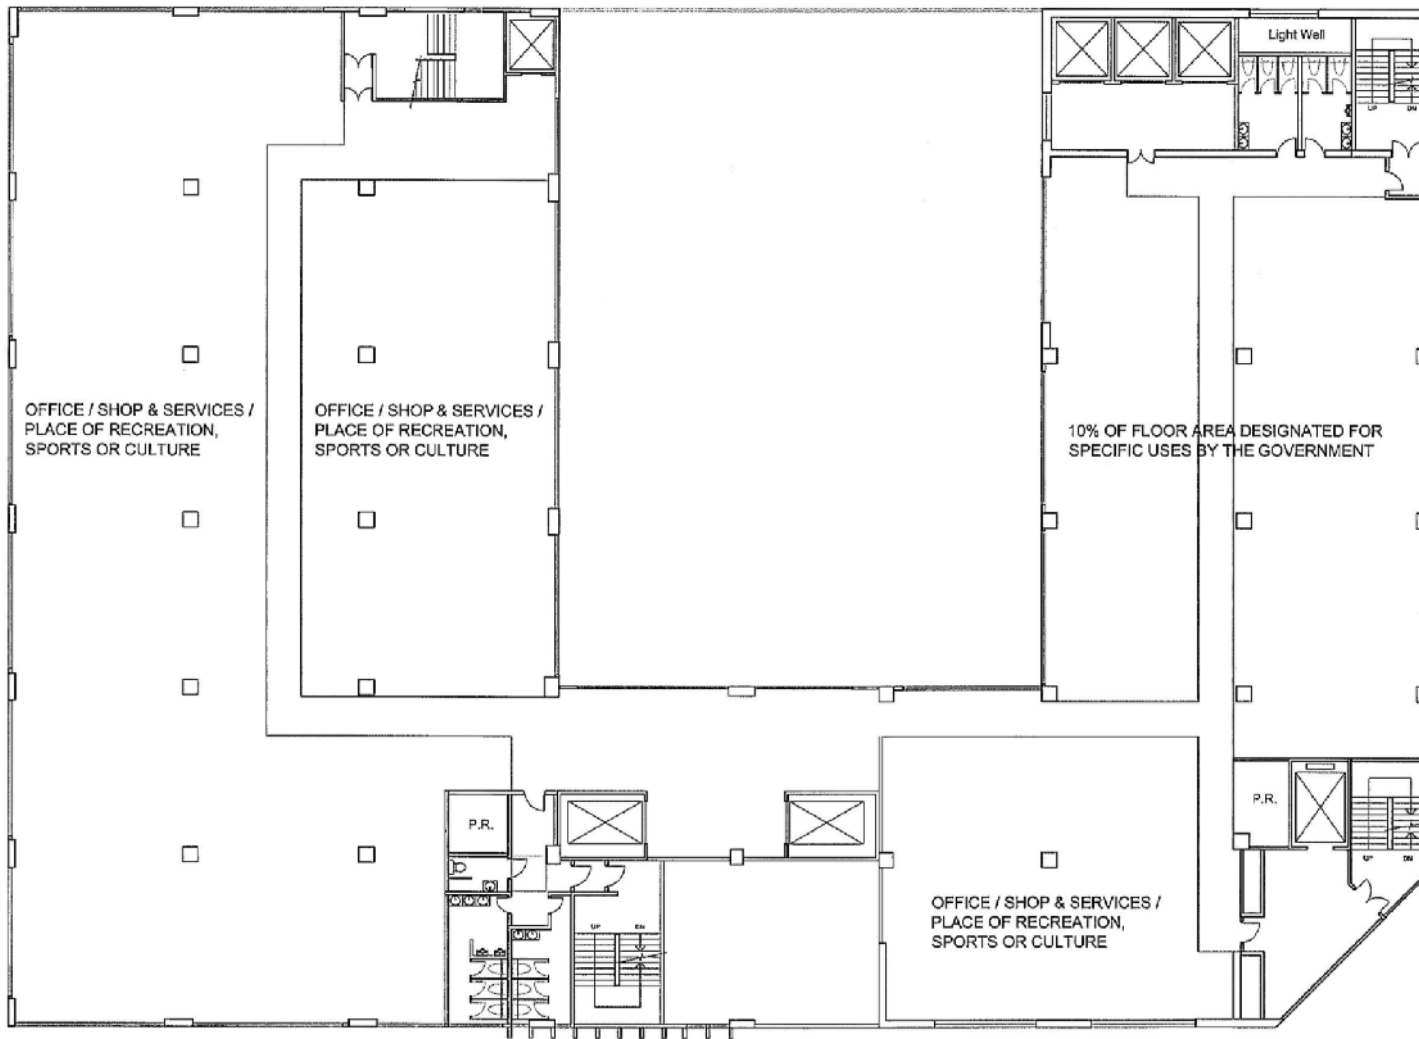 Light Well
UP
DN
OFFICE / SHOP & SERVICES /
PLACE OF RECREATION,
SPORTS OR CULTURE
OFFICE / SHOP & SERVICES /
PLACE OF RECREATION,
SPORTS OR CULTURE
10% OF FLOOR AREA DESIGNATED FOR
SPECIFIC USES BY THE GOVERNMENT
P.R.
P.R.
UP
DN
OFFICE / SHOP & SERVICES /
PLACE OF RECREATION,
SPORTS OR CULTURE
UP
DN